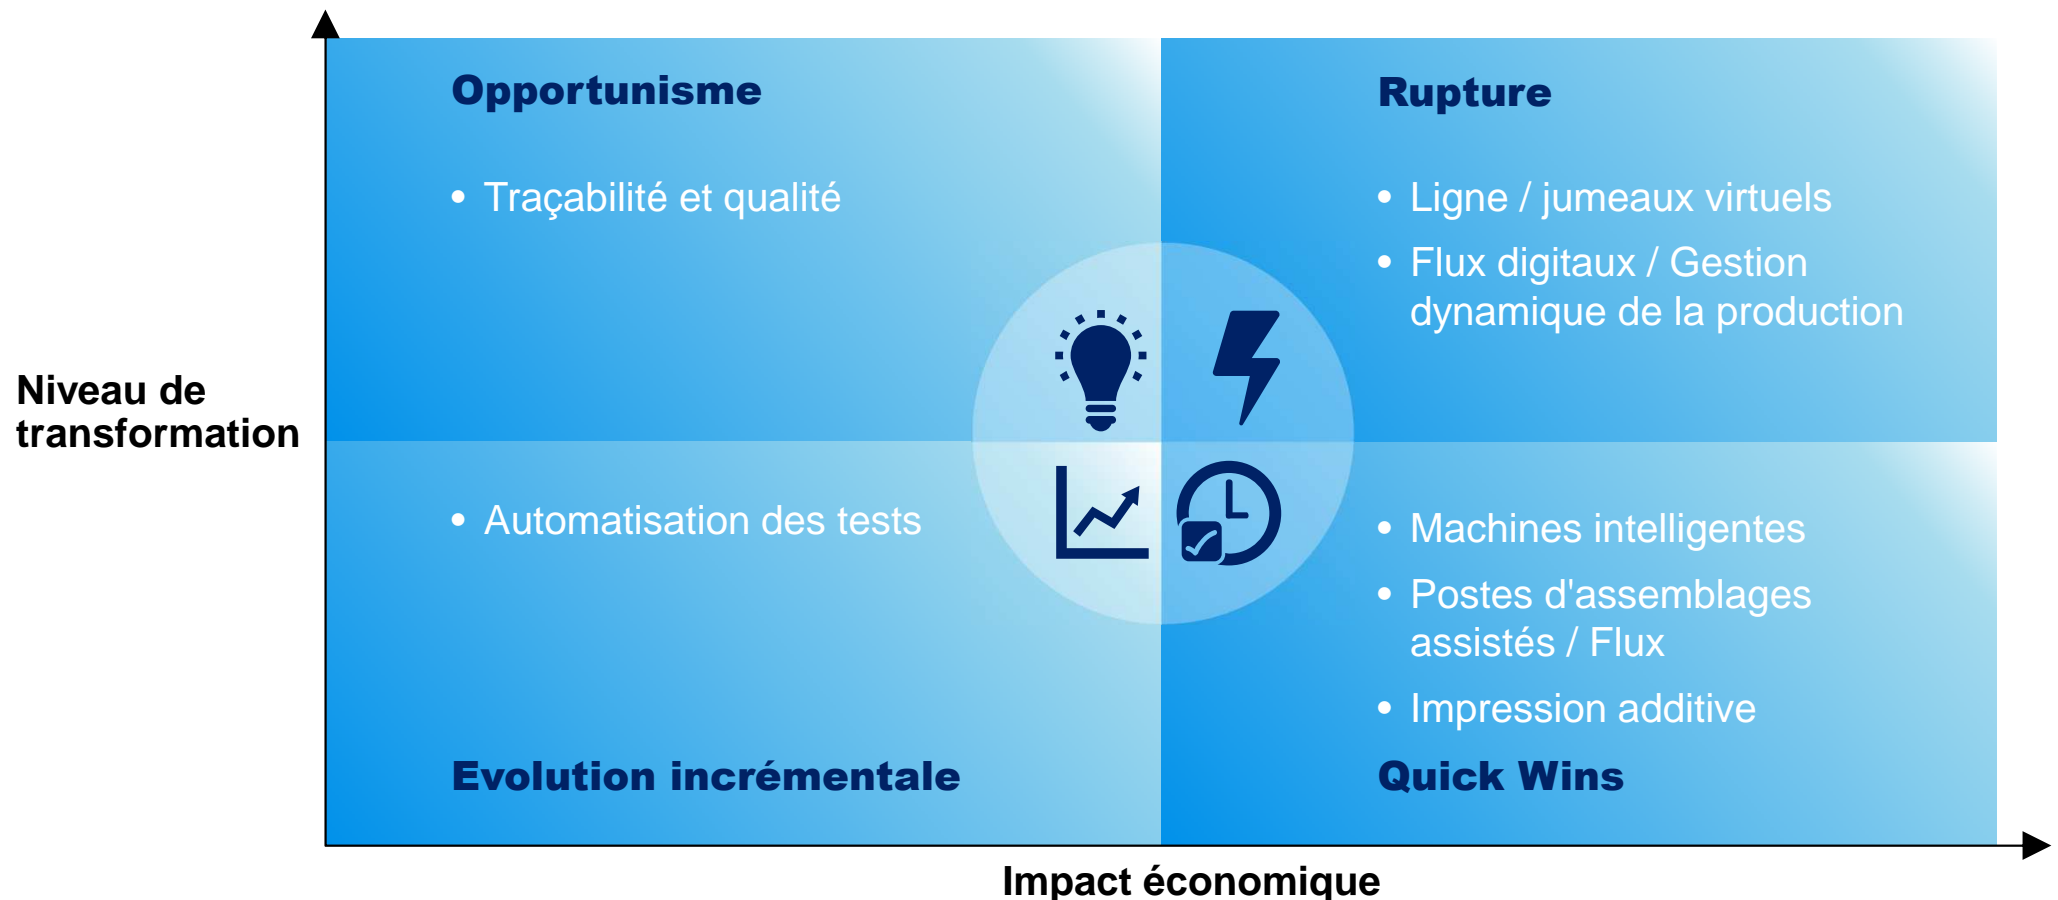 Opportunisme
• Traçabilité et qualité
Rupture
• Ligne / jumeaux virtuels
• Flux digitaux / Gestion
dynamique de la production
Niveau de
transformation
• Automatisation des tests
Evolution incrémentale
• Machines intelligentes
• Postes d'assemblages
assistés / Flux
• Impression additive
Quick Wins
Impact économique